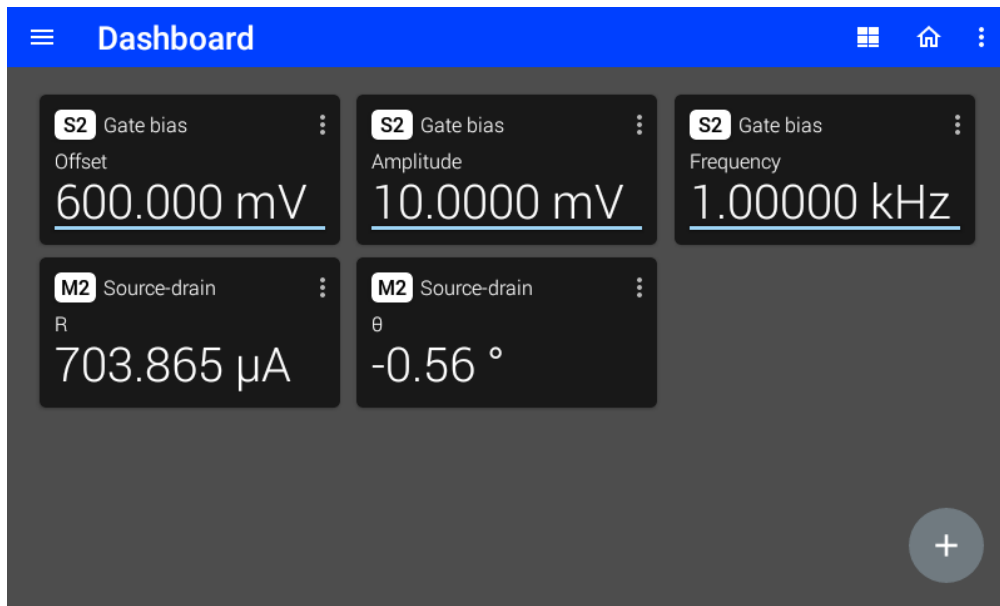 Dashboard
S2 Gate bias
Offset
600.000 mV
S2 Gate bias
Amplitude
10.0000 mV
S2 Gate bias
Frequency
1.00000 kHz
M2 Source-drain
R
703.865 µA
M2 Source-drain
θ
-0.56 °
+